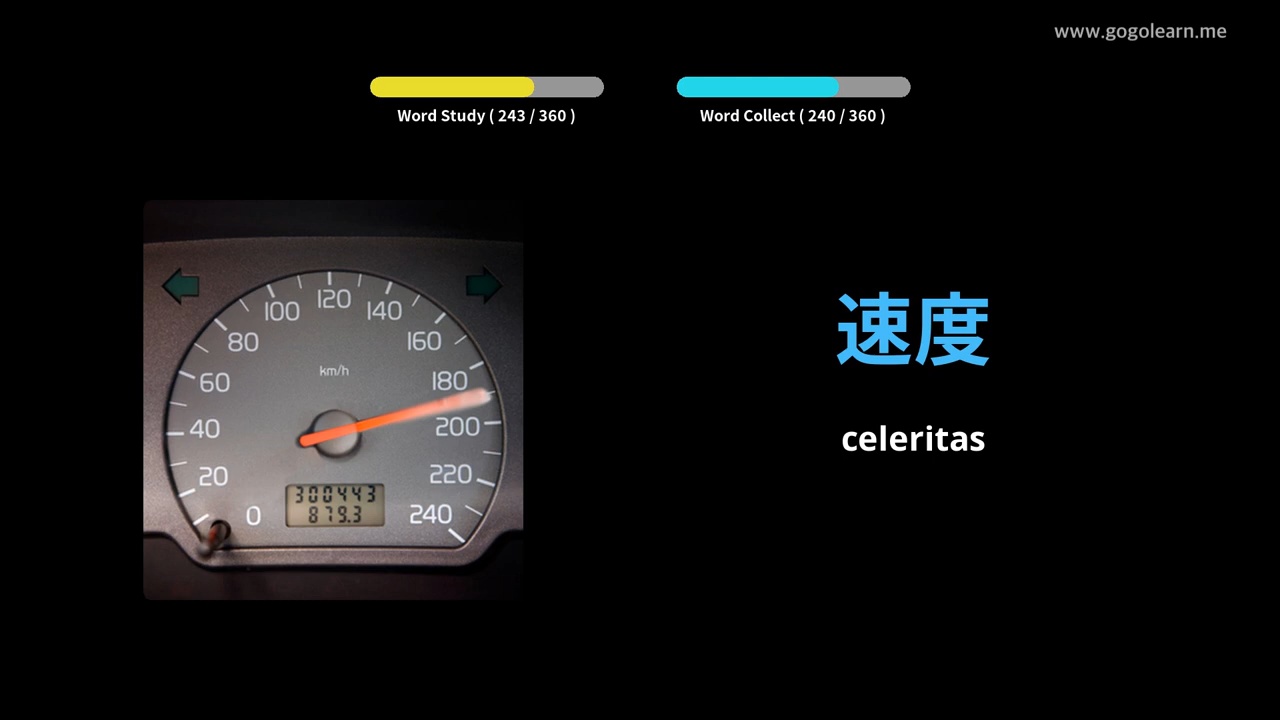 www.gogolearn.me
Word Study ( 243 / 360 )
Word Collect ( 240 / 360 )
120
100
140
80
160
km/h
60
180
40
200
20
220
300443
879.3
0
240
速度
celeritas